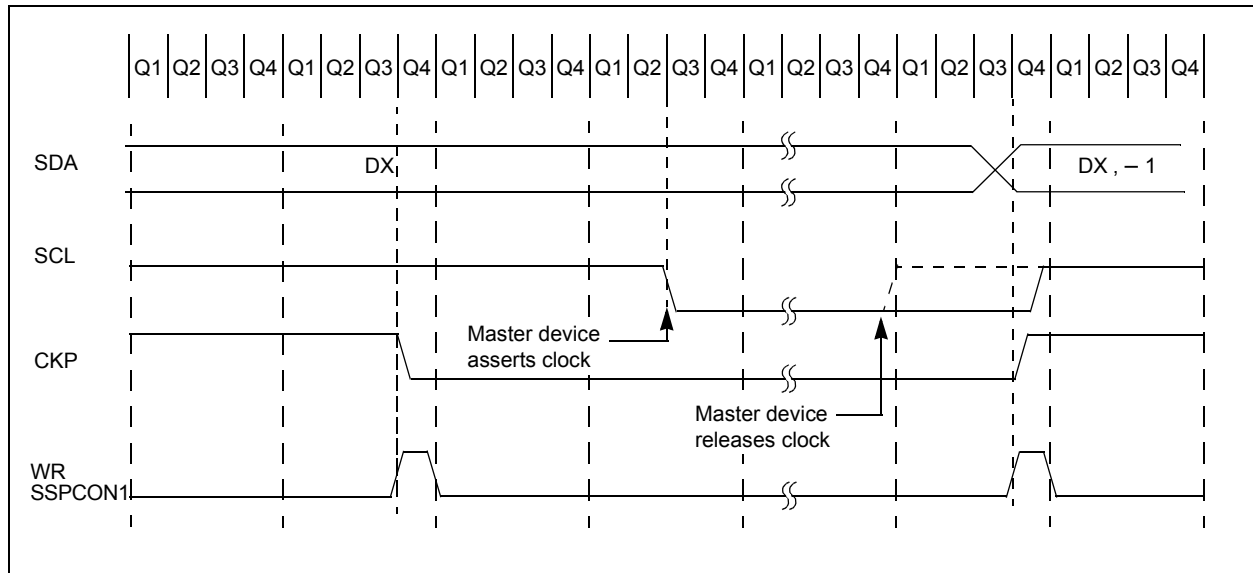 Q1 Q2 Q3 Q4 Q1 Q2 Q3 Q4 Q1 Q2 Q3 Q4 Q1 Q2 Q3 Q4 Q1 Q2 Q3 Q4 Q1 Q2 Q3 Q4 Q1 Q2 Q3 Q4
SDA
DX
DX , – 1
SCL
Master device
asserts clock
CKP
Master device
releases clock
WR
SSPCON1